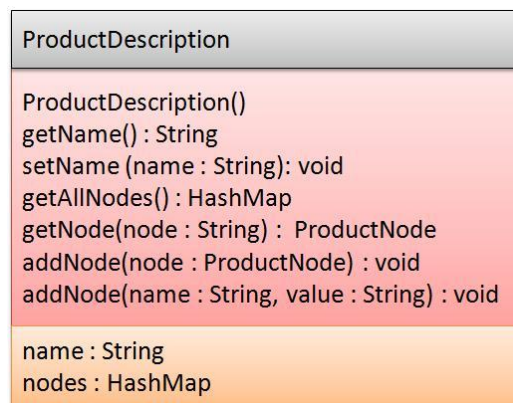 ProductDescription
ProductDescription()
getName() : String
setName (name : String): void
getAllNodes() : HashMap
getNode(node : String) : ProductNode
addNode(node : ProductNode) : void
addNode(name : String, value : String) : void
name : String
nodes : HashMap